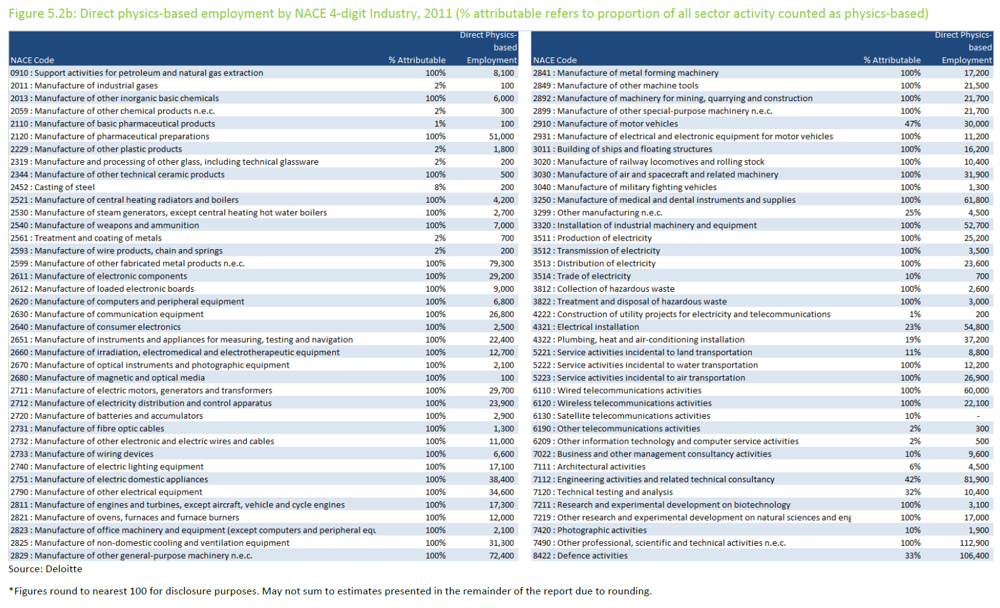 Figure 5.2b: Direct physics-based employment by NACE 4-digit Industry, 2011 (% attributable refers to proportion of all sector activity counted as physics-based)
Direct Physics-
based
NACE Code % Attributable Employment
0910 : Support activities for petroleum and natural gas extraction 100% 8,100
2011 : Manufacture of industrial gases 2% 100
2013 : Manufacture of other inorganic basic chemicals 100% 6,000
2059 : Manufacture of other chemical products n.e.c. 2% 300
2110 : Manufacture of basic pharmaceutical products 1% 100
2120 : Manufacture of pharmaceutical preparations 100% 51,000
2229 : Manufacture of other plastic products 2% 1,800
2319 : Manufacture and processing of other glass, including technical glassware 2% 200
2344 : Manufacture of other technical ceramic products 100% 500
2452 : Casting of steel 8% 200
2521 : Manufacture of central heating radiators and boilers 100% 4,200
2530 : Manufacture of steam generators, except central heating hot water boilers 100% 2,700
2540 : Manufacture of weapons and ammunition 100% 7,000
2561 : Treatment and coating of metals 2% 700
2593 : Manufacture of wire products, chain and springs 2% 200
2599 : Manufacture of other fabricated metal products n.e.c. 100% 79,300
2611 : Manufacture of electronic components 100% 29,200
2612 : Manufacture of loaded electronic boards 100% 9,000
2620 : Manufacture of computers and peripheral equipment 100% 6,800
2630 : Manufacture of communication equipment 100% 26,800
2640 : Manufacture of consumer electronics 100% 2,500
2651 : Manufacture of instruments and appliances for measuring, testing and navigation 100% 22,400
2660 : Manufacture of irradiation, electromedical and electrotherapeutic equipment 100% 12,700
2670 : Manufacture of optical instruments and photographic equipment 100% 2,100
2680 : Manufacture of magnetic and optical media 100% 100
2711 : Manufacture of electric motors, generators and transformers 100% 29,700
2712 : Manufacture of electricity distribution and control apparatus 100% 23,900
2720 : Manufacture of batteries and accumulators 100% 2,900
2731 : Manufacture of fibre optic cables 100% 1,300
2732 : Manufacture of other electronic and electric wires and cables 100% 11,000
2733 : Manufacture of wiring devices 100% 6,600
2740 : Manufacture of electric lighting equipment 100% 17,100
2751 : Manufacture of electric domestic appliances 100% 38,400
2790 : Manufacture of other electrical equipment 100% 34,600
2811 : Manufacture of engines and turbines, except aircraft, vehicle and cycle engines 100% 17,300
2821 : Manufacture of ovens, furnaces and furnace burners 100% 12,000
2823 : Manufacture of office machinery and equipment (except computers and peripheral equ 100% 2,100
2825 : Manufacture of non-domestic cooling and ventilation equipment 100% 31,300
2829 : Manufacture of other general-purpose machinery n.e.c. 100% 72,400
Direct Physics-
based
NACE Code % Attributable Employment
2841 : Manufacture of metal forming machinery 100% 17,200
2849 : Manufacture of other machine tools 100% 21,500
2892 : Manufacture of machinery for mining, quarrying and construction 100% 21,700
2899 : Manufacture of other special-purpose machinery n.e.c. 100% 21,700
2910 : Manufacture of motor vehicles 47% 30,000
2931 : Manufacture of electrical and electronic equipment for motor vehicles 100% 11,200
3011 : Building of ships and floating structures 100% 16,200
3020 : Manufacture of railway locomotives and rolling stock 100% 10,400
3030 : Manufacture of air and spacecraft and related machinery 100% 31,900
3040 : Manufacture of military fighting vehicles 100% 1,300
3250 : Manufacture of medical and dental instruments and supplies 100% 61,800
3299 : Other manufacturing n.e.c. 25% 4,500
3320 : Installation of industrial machinery and equipment 100% 52,700
3511 : Production of electricity 100% 25,200
3512 : Transmission of electricity 100% 3,500
3513 : Distribution of electricity 100% 23,600
3514 : Trade of electricity 10% 700
3812 : Collection of hazardous waste 100% 2,600
3822 : Treatment and disposal of hazardous waste 100% 3,000
4222 : Construction of utility projects for electricity and telecommunications 1% 200
4321 : Electrical installation 23% 54,800
4322 : Plumbing, heat and air-conditioning installation 19% 37,200
5221 : Service activities incidental to land transportation 11% 8,800
5222 : Service activities incidental to water transportation 100% 12,200
5223 : Service activities incidental to air transportation 100% 26,900
6110 : Wired telecommunications activities 100% 60,000
6120 : Wireless telecommunications activities 100% 22,100
6130 : Satellite telecommunications activities 10% -
6190 : Other telecommunications activities 2% 300
6209 : Other information technology and computer service activities 2% 500
7022 : Business and other management consultancy activities 10% 9,600
7111 : Architectural activities 6% 4,500
7112 : Engineering activities and related technical consultancy 42% 81,900
7120 : Technical testing and analysis 32% 10,400
7211 : Research and experimental development on biotechnology 100% 3,100
7219 : Other research and experimental development on natural sciences and eng 100% 17,000
7420 : Photographic activities 10% 1,900
7490 : Other professional, scientific and technical activities n.e.c. 100% 112,900
8422 : Defence activities 33% 106,400
Source: Deloitte
*Figures round to nearest 100 for disclosure purposes. May not sum to estimates presented in the remainder of the report due to rounding.